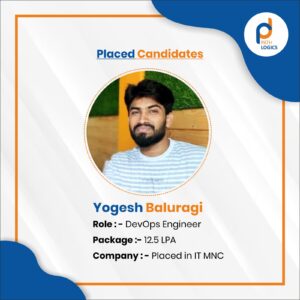 LOGICS
Placed Candidates
Yogesh Baluragi
Role : - DevOps Engineer
Package :- 12.5 LPA
Company : - Placed in IT MNC